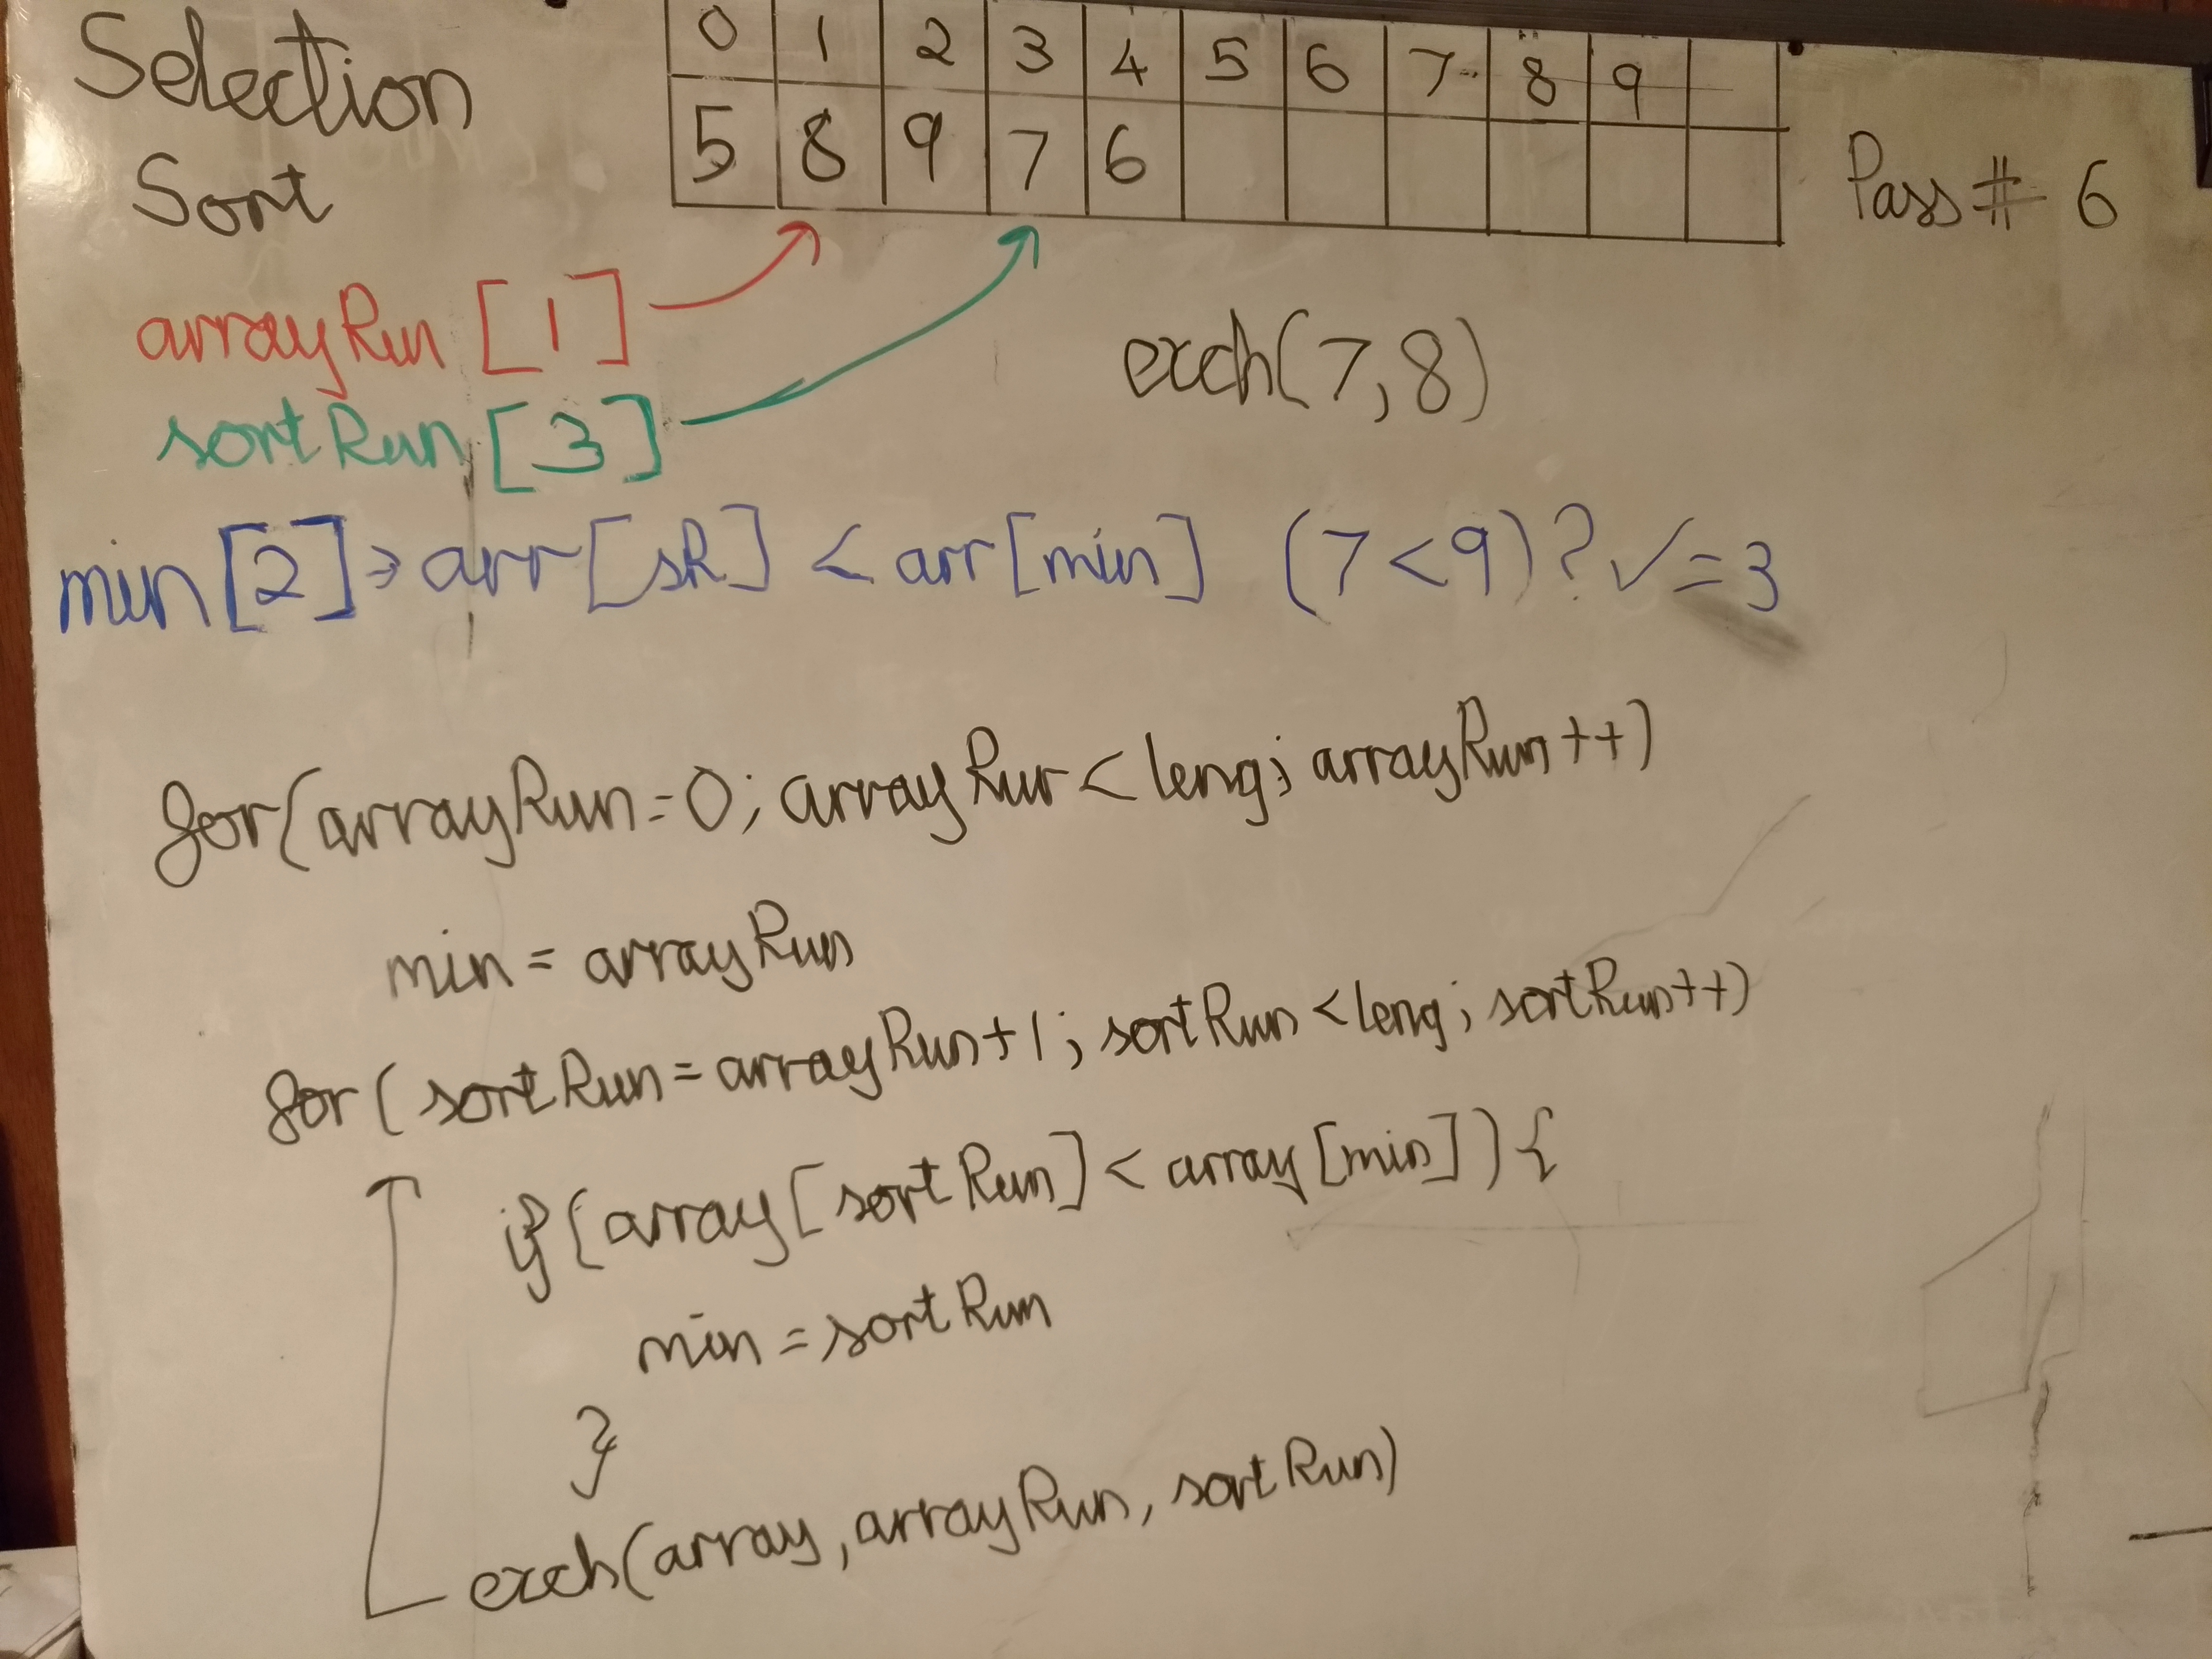 Selection
Sort
0 1 2 3 4 5 6 7 8 9
5 8 9 7 6
Pass # 6
arrayRun [1]
exch(7,8)
sortRun [3]
min[2]→arr[sR] < arr[min] (7<9)?✓=3
for(arrayRun=0; arrayRun<leng; arrayRun++)
min = arrayRun
for( sortRun=arrayRun+1; sortRun<leng; sortRun++)
if(array[sortRun] < array[min]){
min=sortRun
}
exch(array,arrayRun,sortRun)